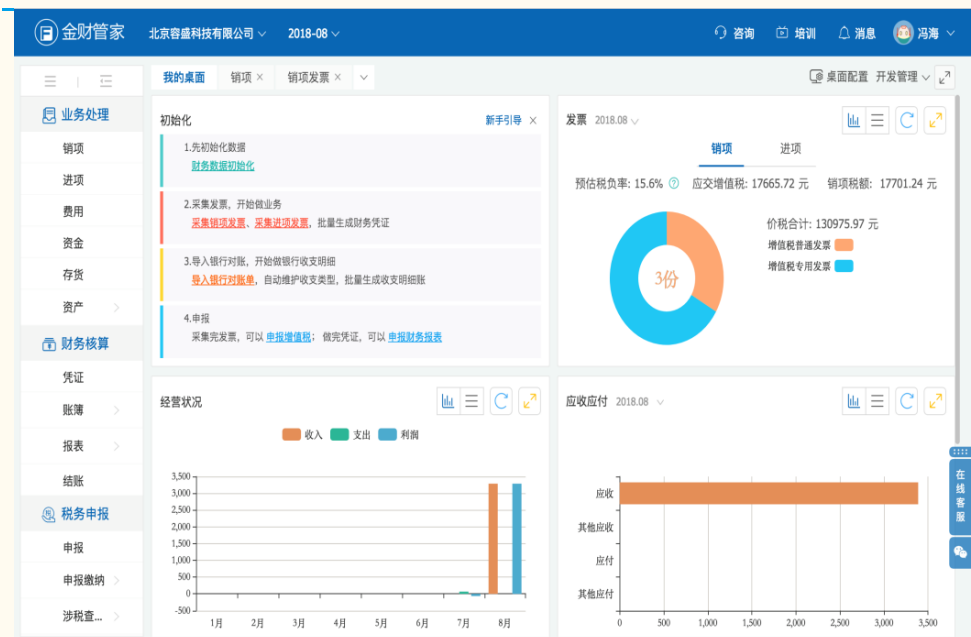 金财管家 北京容盛科技有限公司 2018-08 咨询 培训 消息 冯海
我的桌面 销项 × 销项发票 × 桌面配置 开发管理
业务处理
销项
进项
费用
资金
存货
资产
财务核算
凭证
账簿
报表
结账
税务申报
申报
申报缴纳
涉税查...
初始化 新手引导 ×
1.先初始化数据
财务数据初始化
2.采集发票，开始做业务
采集销项发票、采集进项发票，批量生成财务凭证
3.导入银行对账，开始做银行收支明细
导入银行对账单，自动维护收支类型，批量生成收支明细账
4.申报
采集完发票，可以 申报增值税； 做完凭证，可以 申报财务报表
发票 2018.08
销项 进项
预估税负率: 15.6% ? 应交增值税: 17665.72 元 销项税额: 17701.24 元
价税合计: 130975.97 元
增值税普通发票
增值税专用发票
3份
经营状况
收入 支出 利润
3,500
3,000
2,500
2,000
1,500
1,000
500
0
-500
1月 2月 3月 4月 5月 6月 7月 8月
应收应付 2018.08
应收
其他应收
应付
其他应付
0 500 1,000 1,500 2,000 2,500 3,000 3,500
在线客服